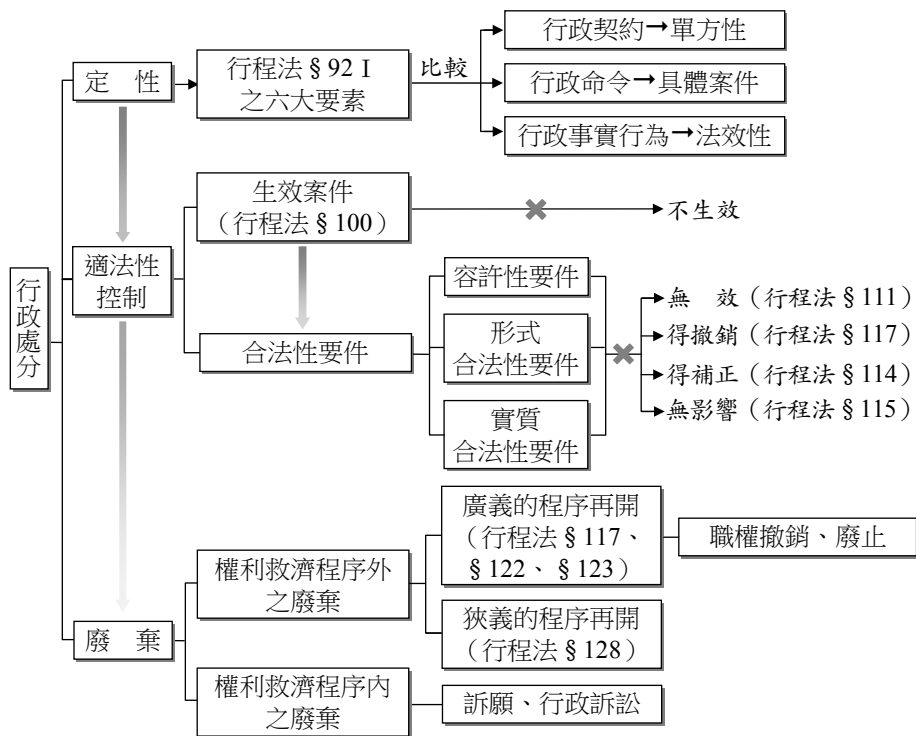 行政處分
定　性
行程法§92 I
之六大要素
比較
行政契約→單方性
行政命令→具體案件
行政事實行為→法效性
適法性
控制
生效案件
（行程法§100）
不生效
合法性要件
容許性要件
形式
合法性要件
實質
合法性要件
無　效（行程法§111）
得撤銷（行程法§117）
得補正（行程法§114）
無影響（行程法§115）
廢　棄
權利救濟程序外
之廢棄
廣義的程序再開
（行程法§117、
§122、§123）
職權撤銷、廢止
狹義的程序再開
（行程法§128）
權利救濟程序內
之廢棄
訴願、行政訴訟